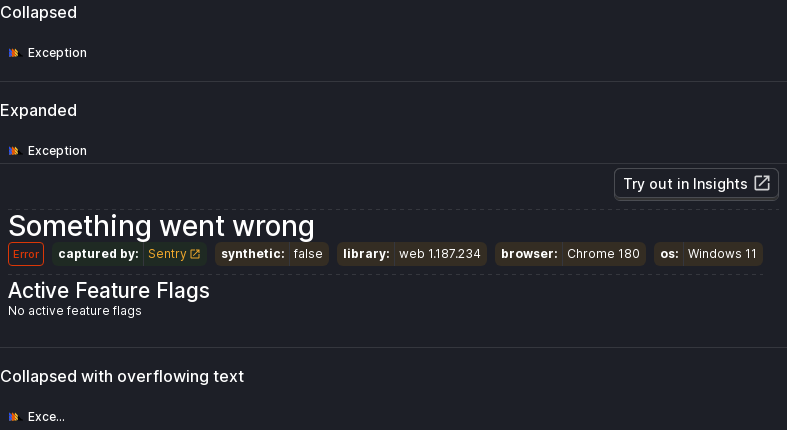 Collapsed
Exception
Expanded
Exception
Try out in Insights
Something went wrong
Error captured by: Sentry synthetic: false library: web 1.187.234 browser: Chrome 180 os: Windows 11
Active Feature Flags
No active feature flags
Collapsed with overflowing text
Exce...